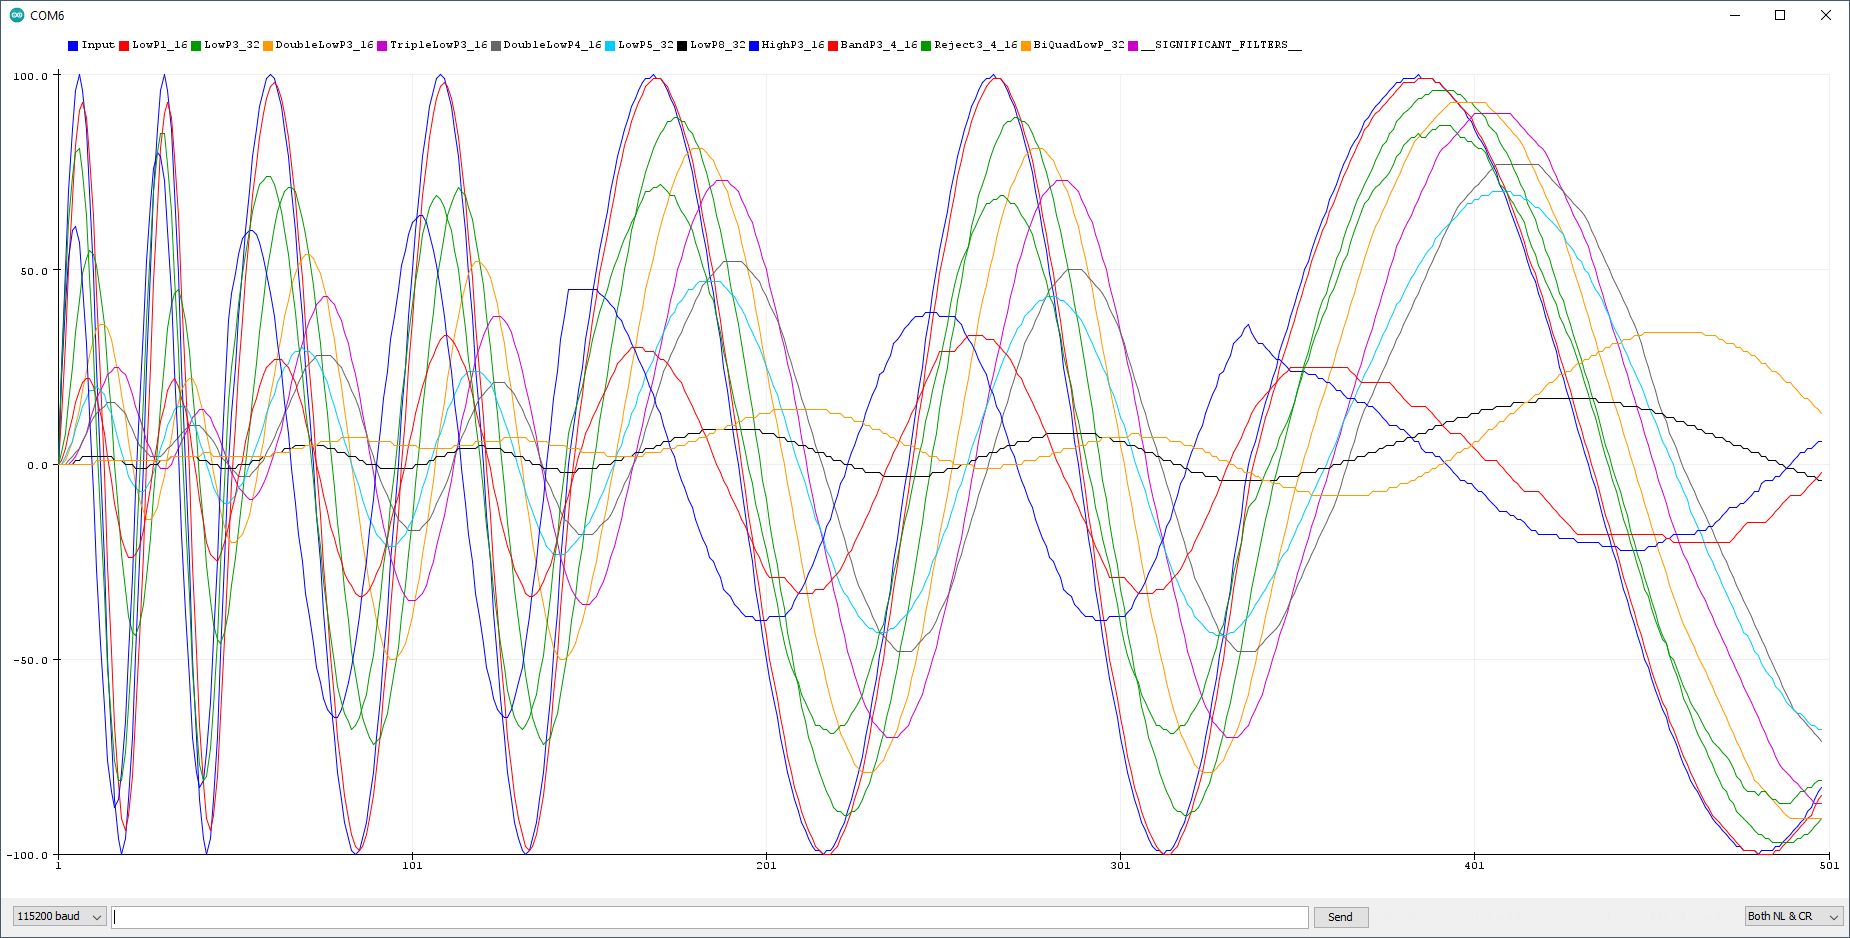 COM6
Input LowP1_16 LowP3_32 DoubleLowP3_16 TripleLowP3_16 DoubleLowP4_16 LowP5_32 LowP8_32 HighP3_16 BandP3_4_16 Reject3_4_16 BiQuadLowP_32 __SIGNIFICANT_FILTERS__
100.0
50.0
0.0
-50.0
-100.0
1 101 201 301 401 501
115200 baud Send Both NL & CR